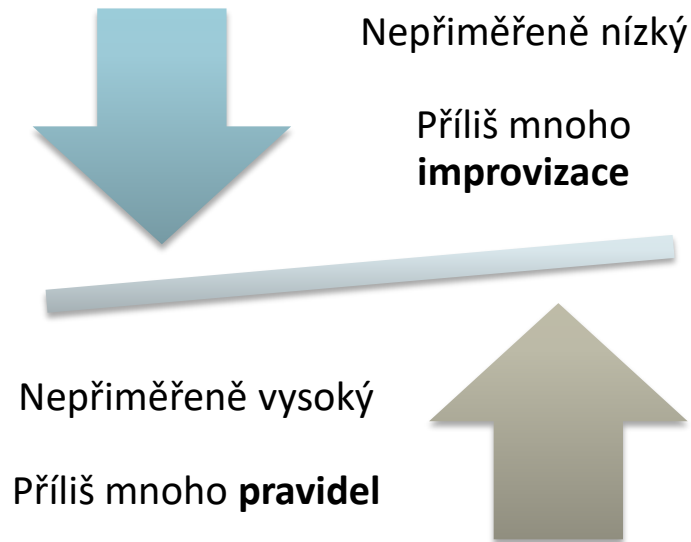 Nepřiměřeně nízký
Příliš mnoho
improvizace
Nepřiměřeně vysoký
Příliš mnoho pravidel